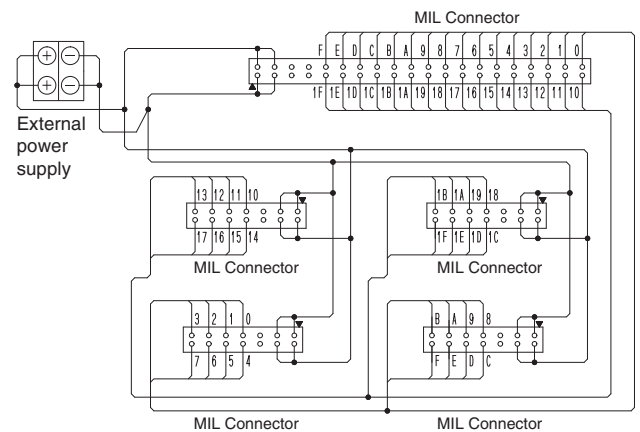 MIL Connector
F E D C B A 9 8 7 6 5 4 3 2 1 0
1F 1E 1D 1C 1B 1A 19 18 17 16 15 14 13 12 11 10
+ −
+ −
External
power
supply
13 12 11 10
17 16 15 14
MIL Connector
1B 1A 19 18
1F 1E 1D 1C
MIL Connector
3 2 1 0
7 6 5 4
MIL Connector
B A 9 8
F E D C
MIL Connector